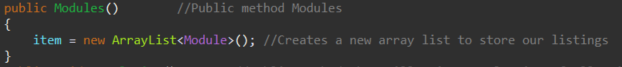 public Modules() //Public method Modules
{
item = new ArrayList<Module>(); //Creates a new array list to store our listings
}